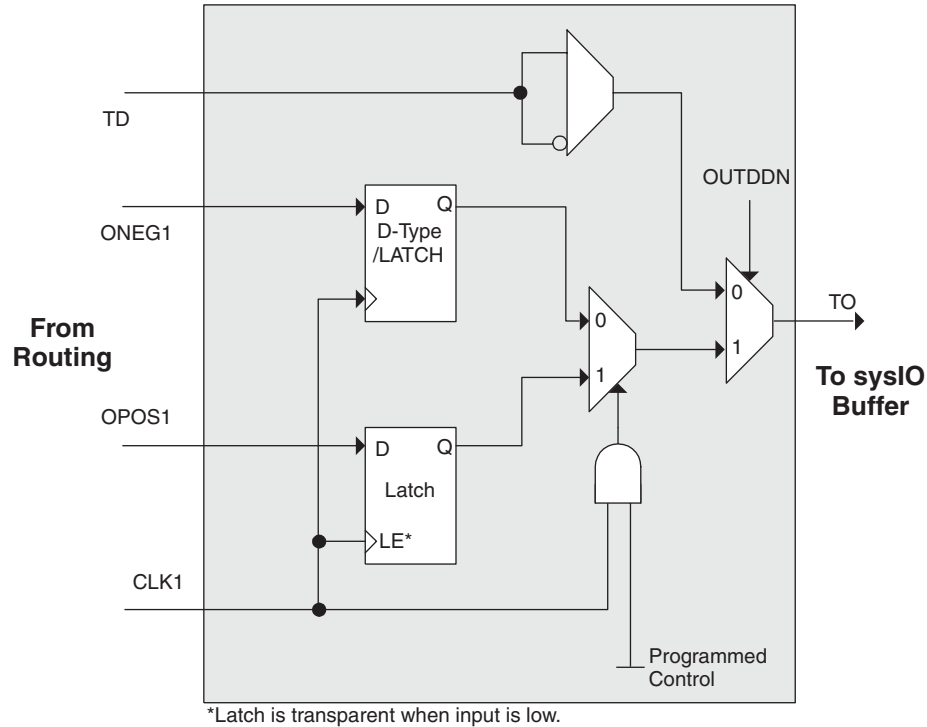 TD
OUTDDN
ONEG1
D
Q
D-Type
/LATCH
0
1
TO
0
1
From
Routing
To sysIO
Buffer
OPOS1
D
Q
Latch
LE*
CLK1
Programmed
Control
*Latch is transparent when input is low.